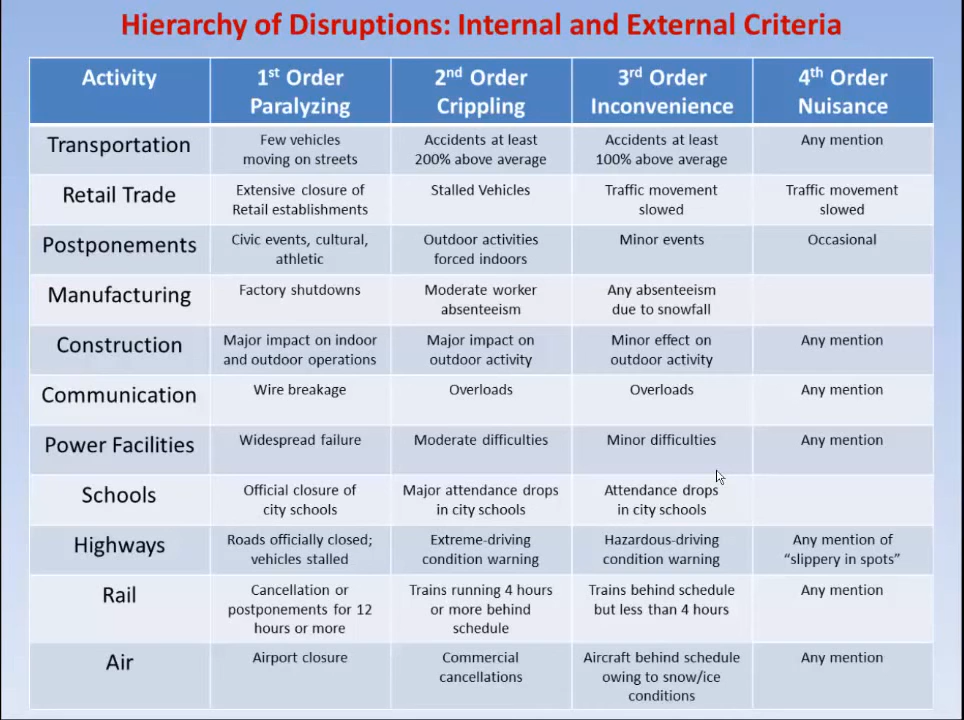 Hierarchy of Disruptions: Internal and External Criteria
Activity
1st Order
Paralyzing
2nd Order
Crippling
3rd Order
Inconvenience
4th Order
Nuisance
Transportation
Few vehicles
moving on streets
Accidents at least
200% above average
Accidents at least
100% above average
Any mention
Retail Trade
Extensive closure of
Retail establishments
Stalled Vehicles
Traffic movement
slowed
Traffic movement
slowed
Postponements
Civic events, cultural,
athletic
Outdoor activities
forced indoors
Minor events
Occasional
Manufacturing
Factory shutdowns
Moderate worker
absenteeism
Any absenteeism
due to snowfall
Construction
Major impact on indoor
and outdoor operations
Major impact on
outdoor activity
Minor effect on
outdoor activity
Any mention
Communication
Wire breakage
Overloads
Overloads
Any mention
Power Facilities
Widespread failure
Moderate difficulties
Minor difficulties
Any mention
Schools
Official closure of
city schools
Major attendance drops
in city schools
Attendance drops
in city schools
Highways
Roads officially closed;
vehicles stalled
Extreme-driving
condition warning
Hazardous-driving
condition warning
Any mention of
“slippery in spots”
Rail
Cancellation or
postponements for 12
hours or more
Trains running 4 hours
or more behind
schedule
Trains behind schedule
but less than 4 hours
Any mention
Air
Airport closure
Commercial
cancellations
Aircraft behind schedule
owing to snow/ice
conditions
Any mention